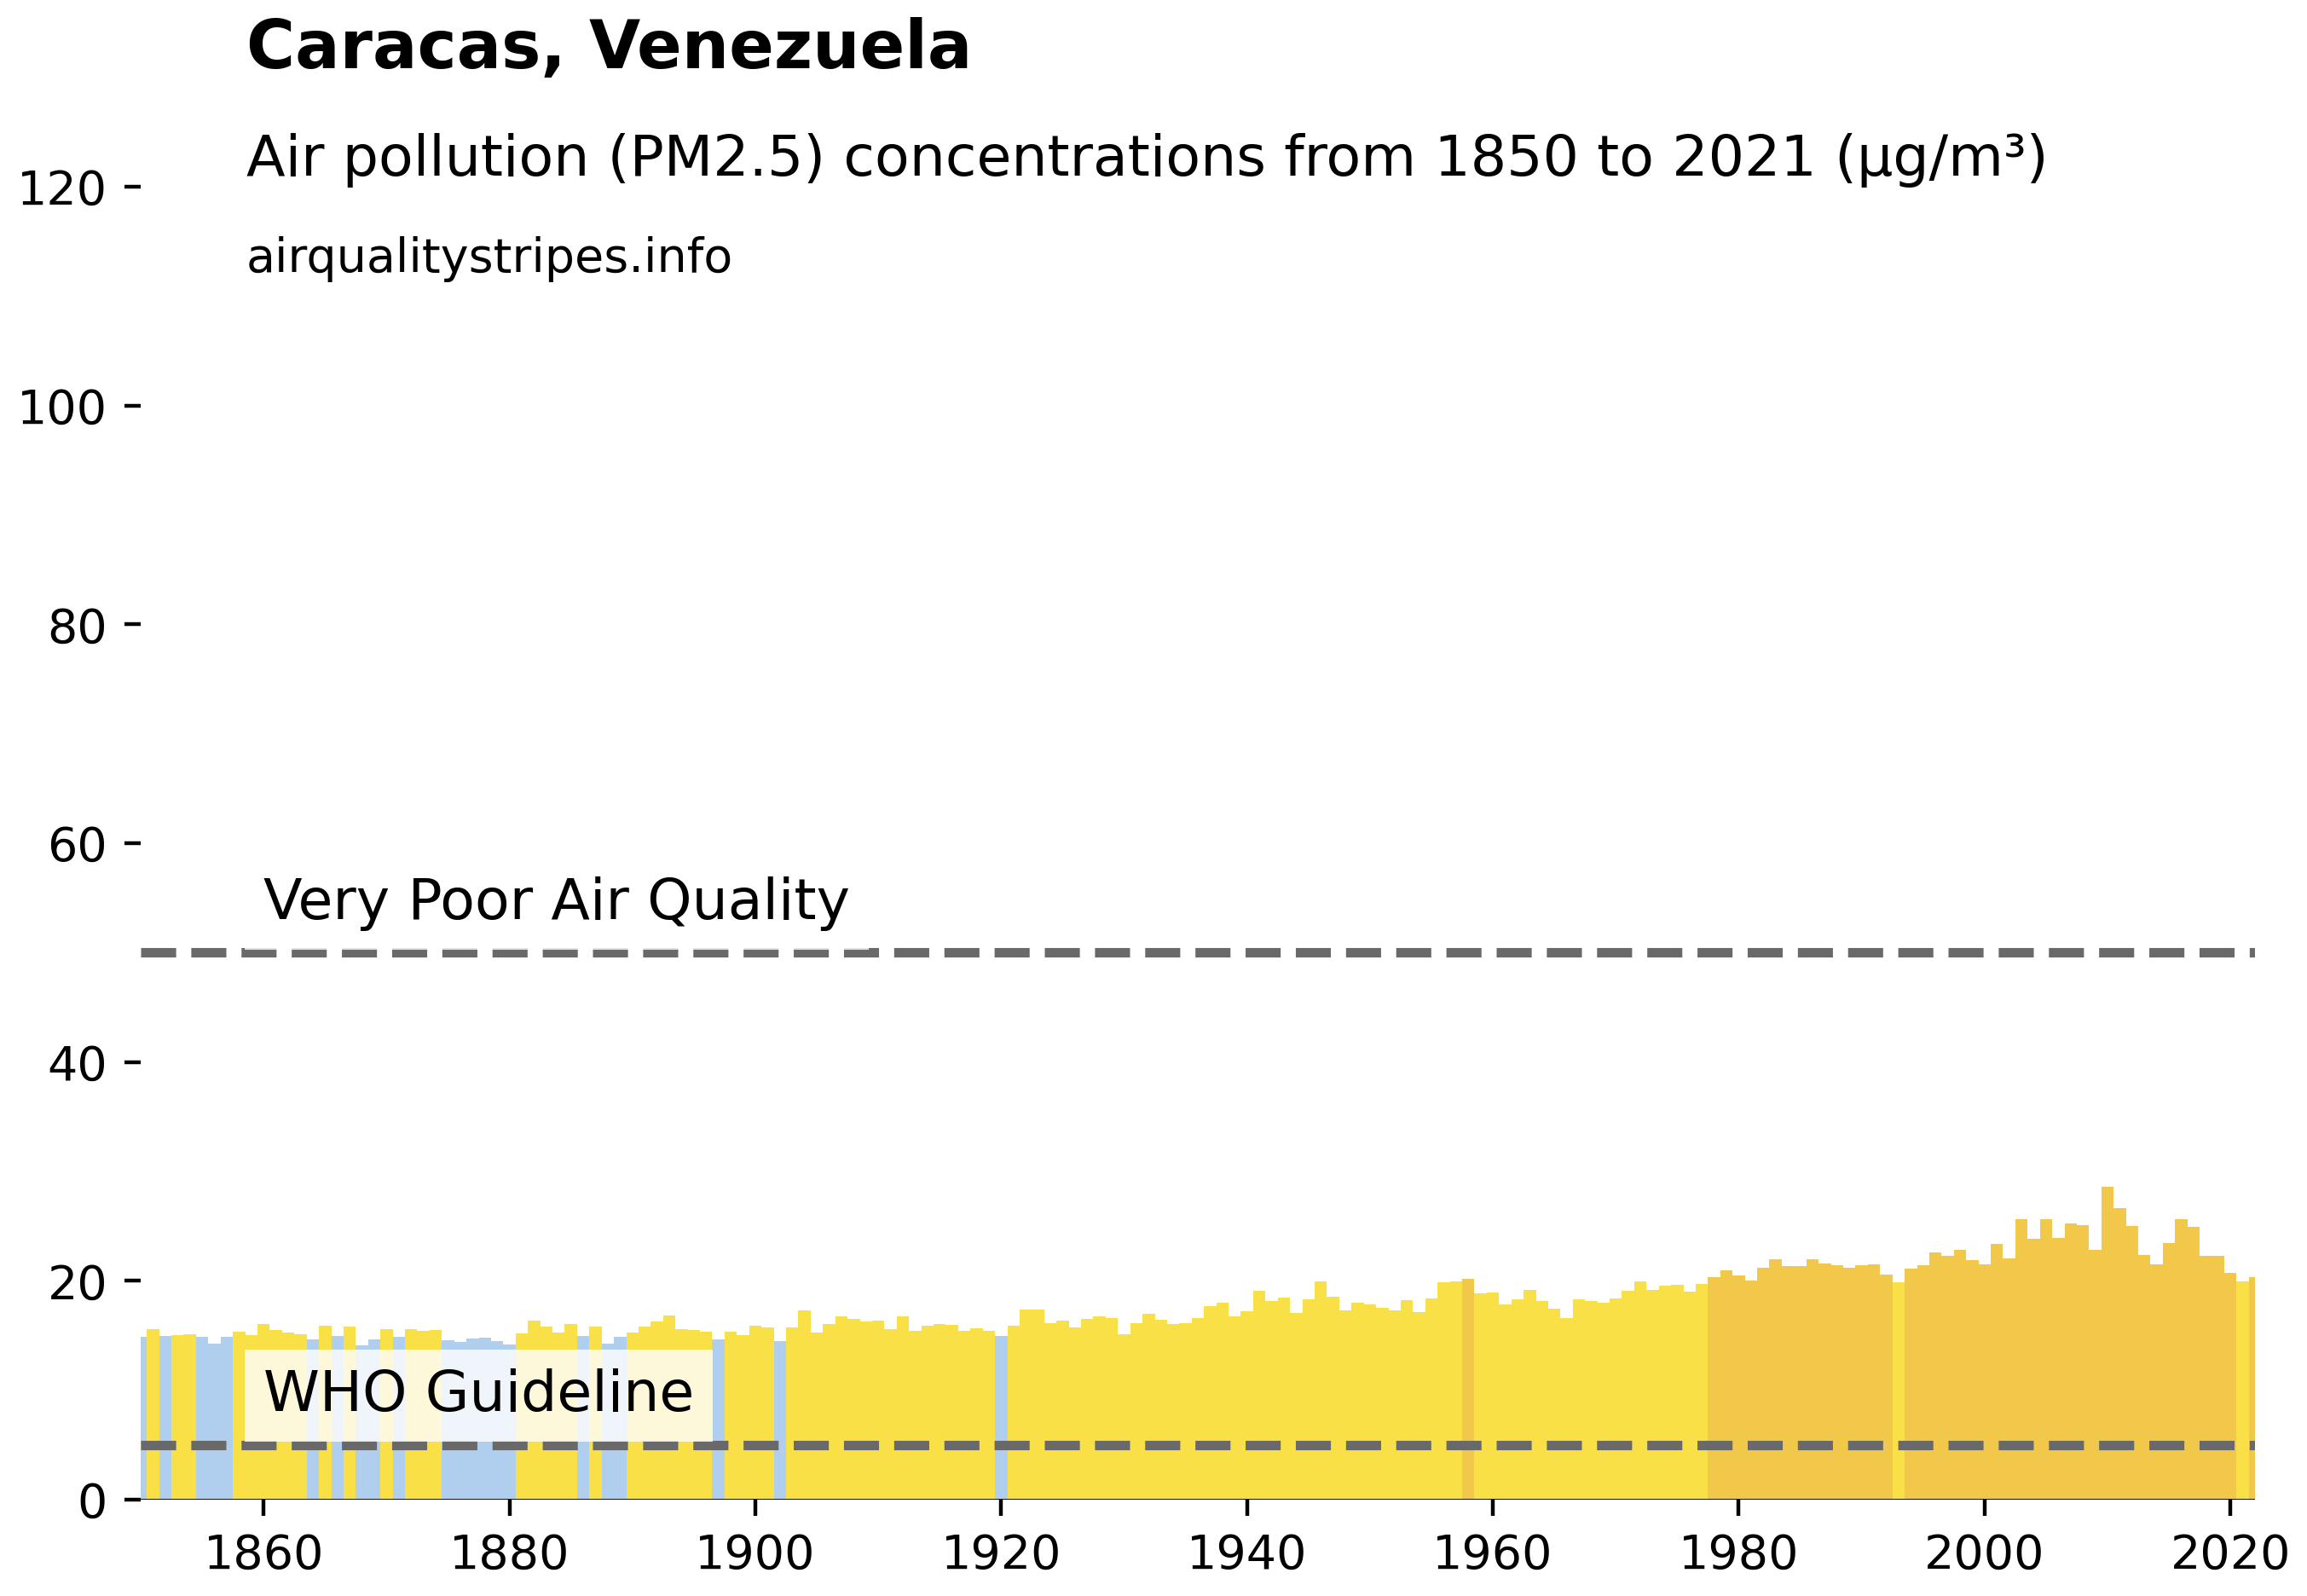 Caracas, Venezuela
Air pollution (PM2.5) concentrations from 1850 to 2021 (µg/m³)
airqualitystripes.info
120
100
80
60
Very Poor Air Quality
40
20
WHO Guideline
0
1860 1880 1900 1920 1940 1960 1980 2000 2020